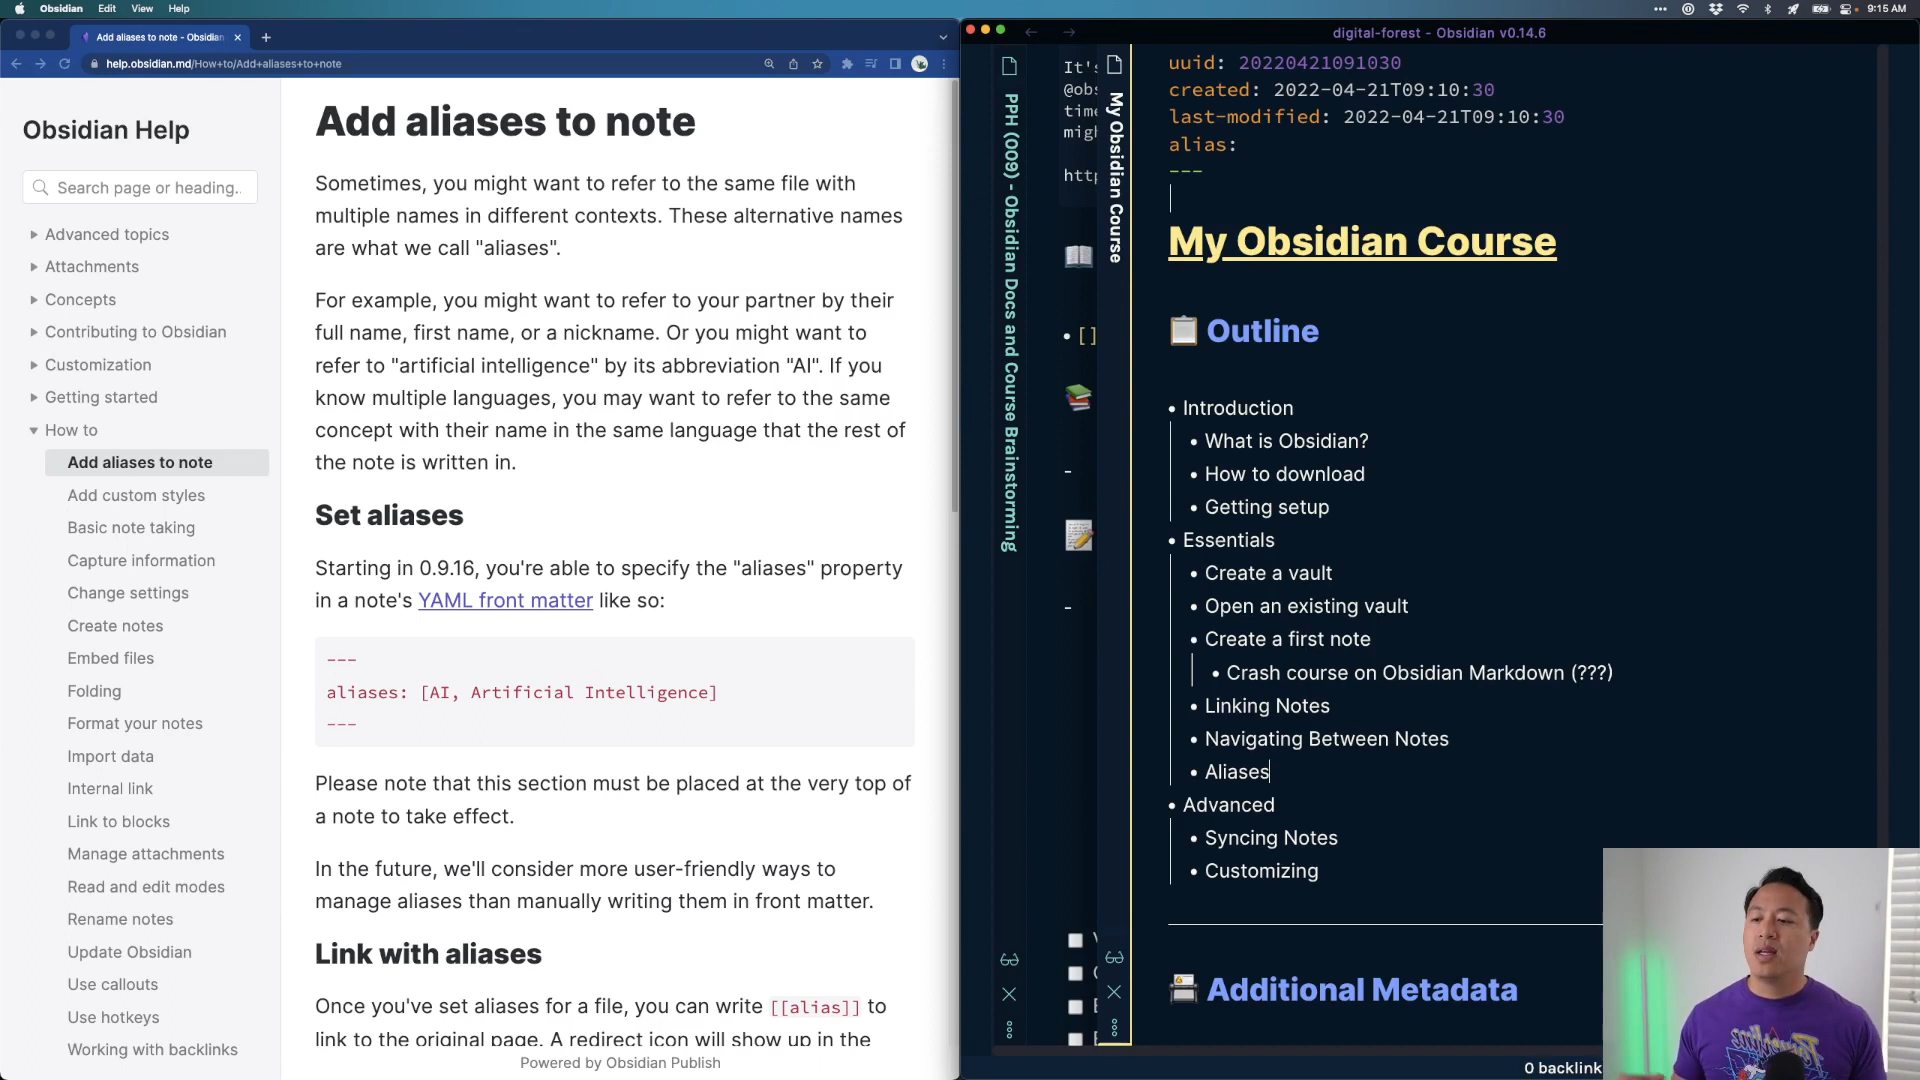 Obsidian Edit View Help
9:15 AM
Add aliases to note - Obsidian
help.obsidian.md/How+to/Add+aliases+to+note
Obsidian Help
Search page or heading..
Advanced topics
Attachments
Concepts
Contributing to Obsidian
Customization
Getting started
How to
Add aliases to note
Add custom styles
Basic note taking
Capture information
Change settings
Create notes
Embed files
Folding
Format your notes
Import data
Internal link
Link to blocks
Manage attachments
Read and edit modes
Rename notes
Update Obsidian
Use callouts
Use hotkeys
Working with backlinks
Add aliases to note
Sometimes, you might want to refer to the same file with
multiple names in different contexts. These alternative names
are what we call "aliases".
For example, you might want to refer to your partner by their
full name, first name, or a nickname. Or you might want to
refer to "artificial intelligence" by its abbreviation "AI". If you
know multiple languages, you may want to refer to the same
concept with their name in the same language that the rest of
the note is written in.
Set aliases
Starting in 0.9.16, you're able to specify the "aliases" property
in a note's YAML front matter like so:
---
aliases: [AI, Artificial Intelligence]
---
Please note that this section must be placed at the very top of
a note to take effect.
In the future, we'll consider more user-friendly ways to
manage aliases than manually writing them in front matter.
Link with aliases
Once you've set aliases for a file, you can write [[alias]] to
link to the original page. A redirect icon will show up in the
Powered by Obsidian Publish
digital-forest - Obsidian v0.14.6
PPH (009) - Obsidian Docs and Course Brainstorming
It's
@obs
time
migh
http
[]
-
-
My Obsidian Course
uuid: 20220421091030
created: 2022-04-21T09:10:30
last-modified: 2022-04-21T09:10:30
alias:
---
My Obsidian Course
📋 Outline
• Introduction
• What is Obsidian?
• How to download
• Getting setup
• Essentials
• Create a vault
• Open an existing vault
• Create a first note
• Crash course on Obsidian Markdown (???)
• Linking Notes
• Navigating Between Notes
• Aliases
• Advanced
• Syncing Notes
• Customizing
Additional Metadata
0 backlink